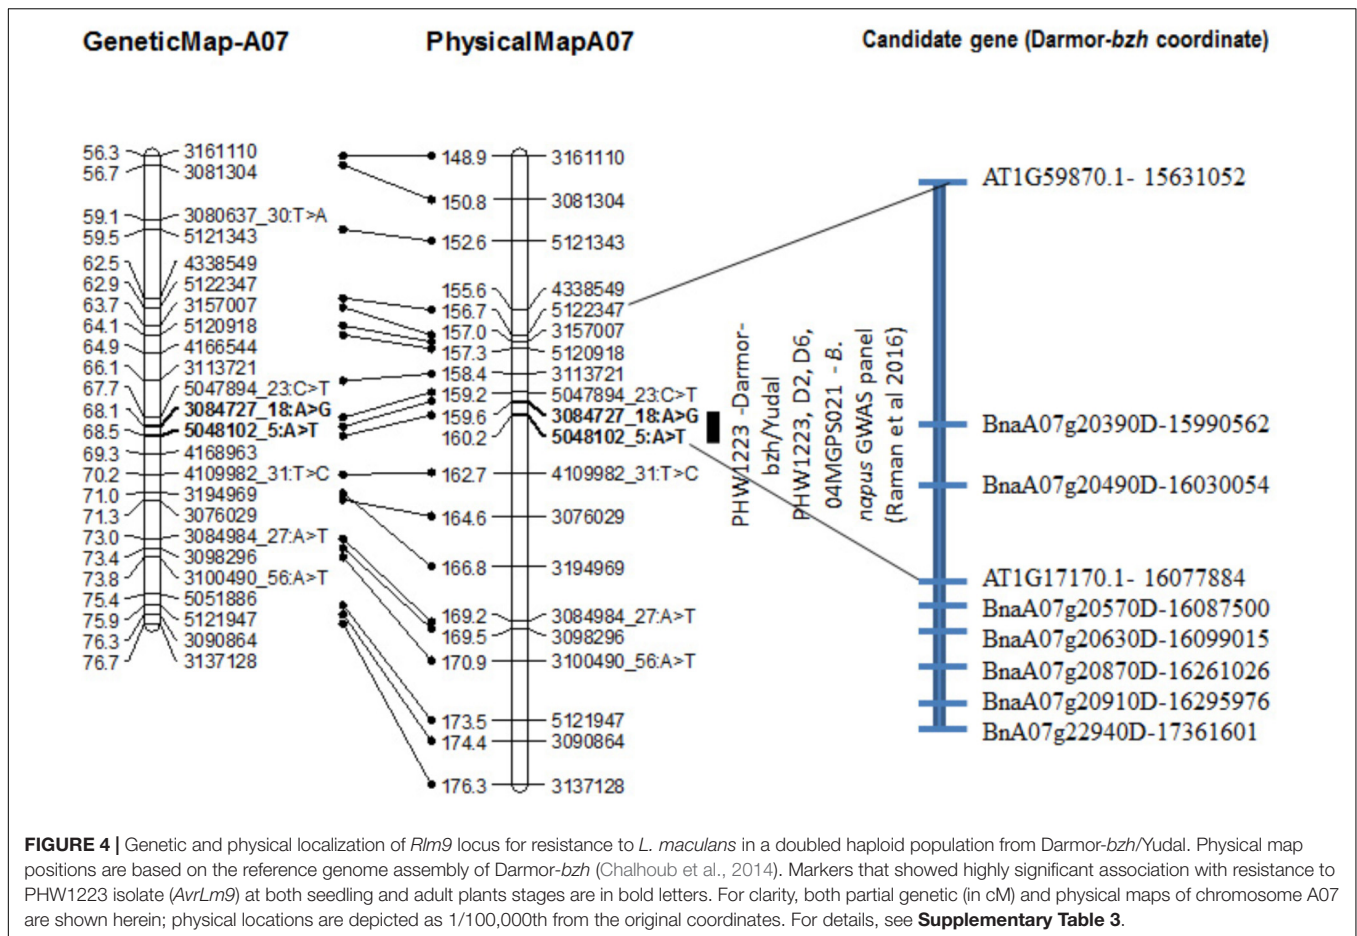 GeneticMap-A07
PhysicalMapA07
Candidate gene (Darmor-bzh coordinate)
56.3 3161110
56.7 3081304
59.1 3080637_30:T>A
59.5 5121343
62.5 4338549
62.9 5122347
63.7 3157007
64.1 5120918
64.9 4166544
66.1 3113721
67.7 5047894_23:C>T
68.1 3084727_18:A>G
68.5 5048102_5:A>T
69.3 4168963
70.2 4109982_31:T>C
71.0 3194969
71.3 3076029
73.0 3084984_27:A>T
73.4 3098296
73.8 3100490_56:A>T
75.4 5051886
75.9 5121947
76.3 3090864
76.7 3137128
148.9 3161110
150.8 3081304
152.6 5121343
155.6 4338549
156.7 5122347
157.0 3157007
157.3 5120918
158.4 3113721
159.2 5047894_23:C>T
159.6 3084727_18:A>G
160.2 5048102_5:A>T
162.7 4109982_31:T>C
164.6 3076029
166.8 3194969
169.2 3084984_27:A>T
169.5 3098296
170.9 3100490_56:A>T
173.5 5121947
174.4 3090864
176.3 3137128
PHW1223 -Darmor-
bzh/Yudal
PHW1223, D2, D6,
04MGPS021 - B.
napus GWAS panel
(Raman et al 2016)
AT1G59870.1- 15631052
BnaA07g20390D-15990562
BnaA07g20490D-16030054
AT1G17170.1- 16077884
BnaA07g20570D-16087500
BnaA07g20630D-16099015
BnaA07g20870D-16261026
BnaA07g20910D-16295976
BnA07g22940D-17361601
FIGURE 4 | Genetic and physical localization of Rlm9 locus for resistance to L. maculans in a doubled haploid population from Darmor-bzh/Yudal. Physical map
positions are based on the reference genome assembly of Darmor-bzh (Chalhoub et al., 2014). Markers that showed highly significant association with resistance to
PHW1223 isolate (AvrLm9) at both seedling and adult plants stages are in bold letters. For clarity, both partial genetic (in cM) and physical maps of chromosome A07
are shown herein; physical locations are depicted as 1/100,000th from the original coordinates. For details, see Supplementary Table 3.